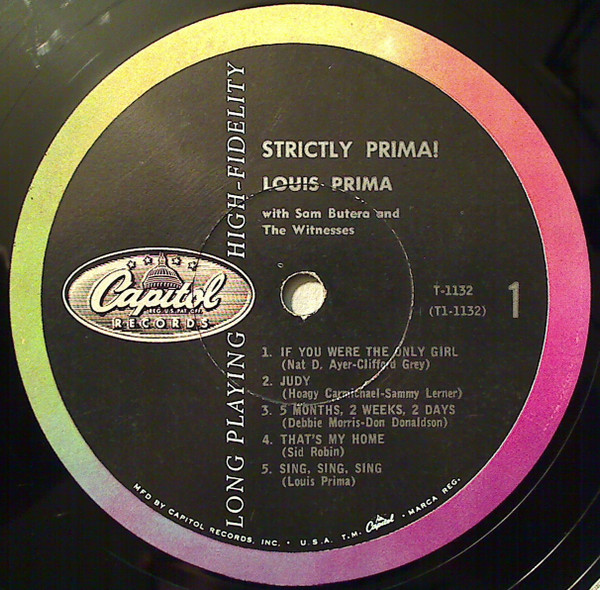 STRICTLY PRIMA!
LOUIS PRIMA
with Sam Butera and
The Witnesses
LONG PLAYING HIGH-FIDELITY
Capitol
REG. U.S. PAT. OFF.
RECORDS
T-1132
(T1-1132)
1
1. IF YOU WERE THE ONLY GIRL
(Nat D. Ayer-Clifford Grey)
2. JUDY
(Hoagy Carmichael-Sammy Lerner)
3. 5 MONTHS, 2 WEEKS, 2 DAYS
(Debbie Morris-Don Donaldson)
4. THAT'S MY HOME
(Sid Robin)
5. SING, SING, SING
(Louis Prima)
MFD BY CAPITOL RECORDS, INC. • U.S.A. T.M. Capitol • MARCA REG.